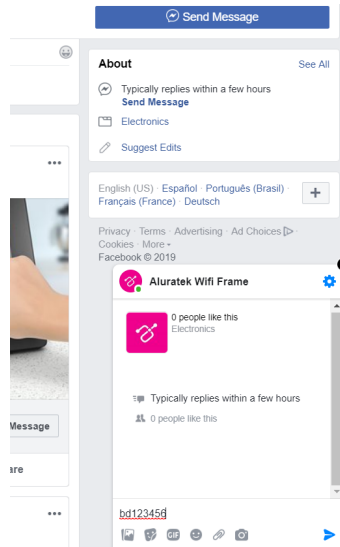 Send Message
About
See All
Typically replies within a few hours
Send Message
Electronics
Suggest Edits
English (US) · Español · Português (Brasil) ·
Français (France) · Deutsch
+
Privacy · Terms · Advertising · Ad Choices ·
Cookies · More
Facebook © 2019
Aluratek Wifi Frame
0 people like this
Electronics
Typically replies within a few hours
0 people like this
Message
are
bd123456
GIF